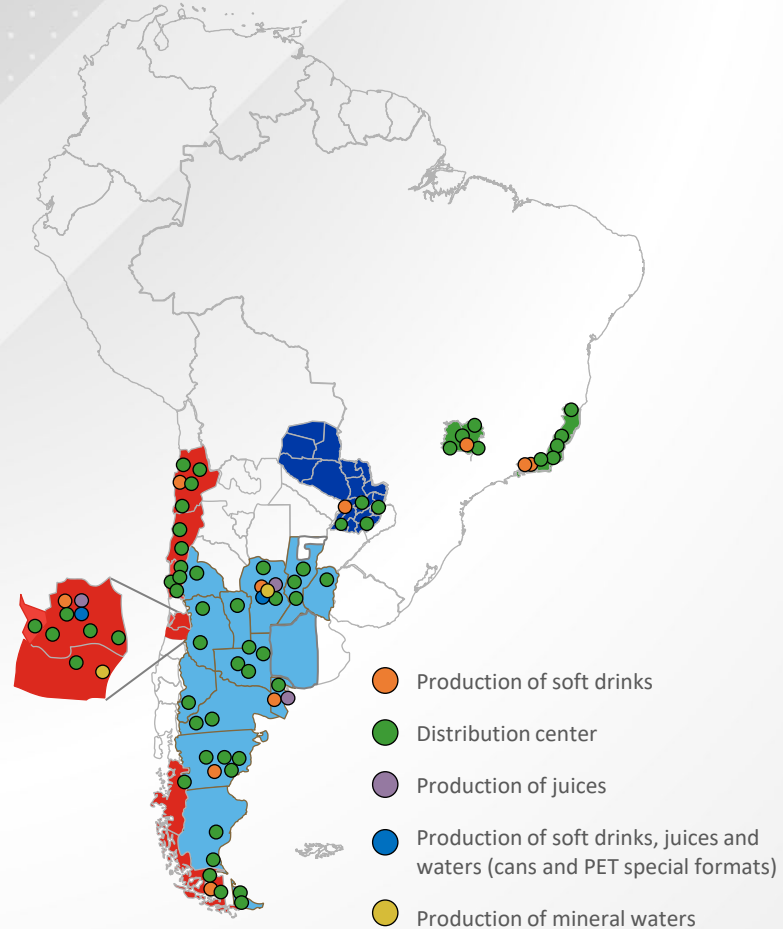 Production of soft drinks
Distribution center
Production of juices
Production of soft drinks, juices and
waters (cans and PET special formats)
Production of mineral waters